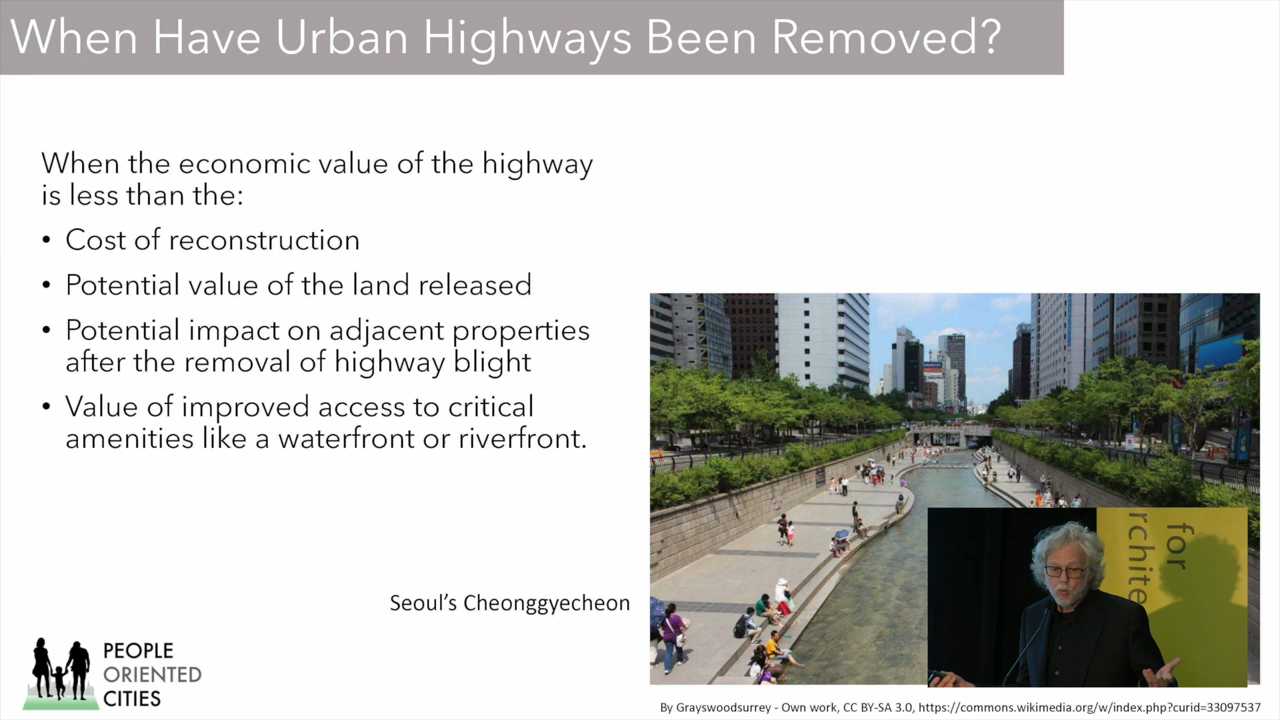 When Have Urban Highways Been Removed?
When the economic value of the highway
is less than the:
• Cost of reconstruction
• Potential value of the land released
• Potential impact on adjacent properties
after the removal of highway blight
• Value of improved access to critical
amenities like a waterfront or riverfront.
Seoul's Cheonggyecheon
PEOPLE
ORIENTED
CITIES
for
rchite
By Grayswoodsurrey - Own work, CC BY-SA 3.0, https://commons.wikimedia.org/w/index.php?curid=33097537